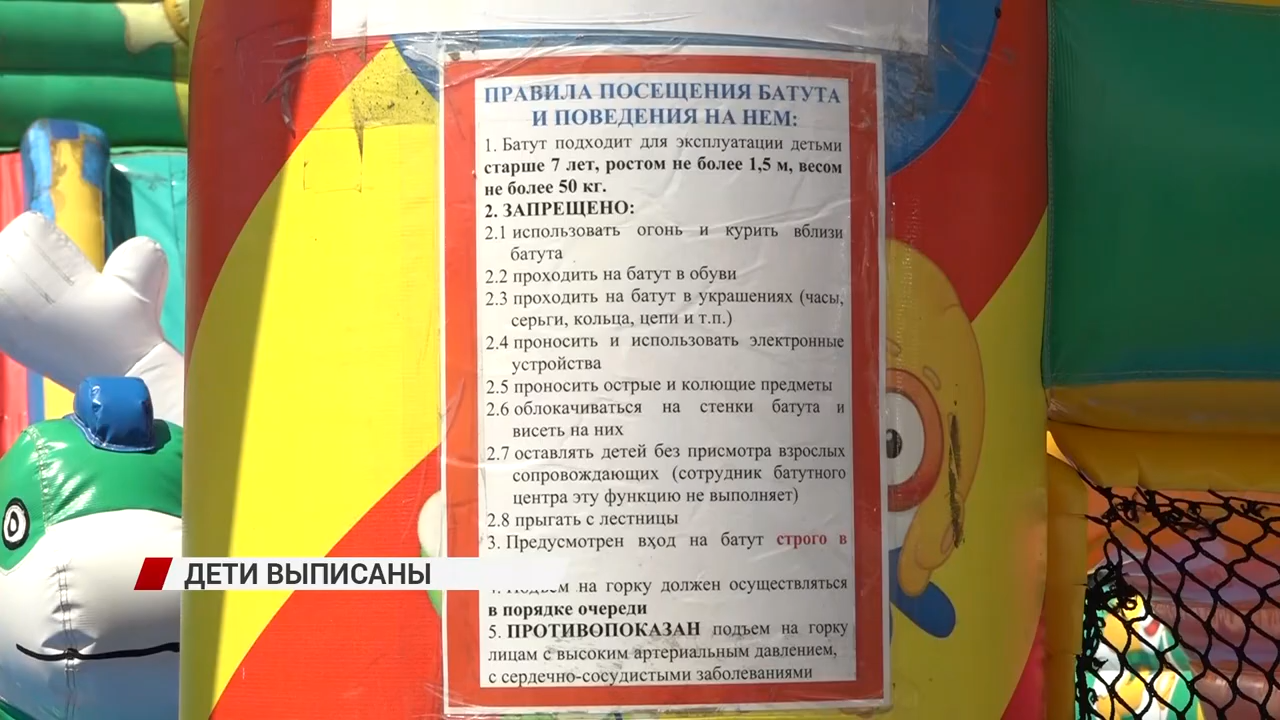 ПРАВИЛА ПОСЕЩЕНИЯ БАТУТА
И ПОВЕДЕНИЯ НА НЕМ:
1. Батут подходит для эксплуатации детьми
старше 7 лет, ростом не более 1,5 м, весом
не более 50 кг.
2. ЗАПРЕЩЕНО:
2.1 использовать огонь и курить вблизи
батута
2.2 проходить на батут в обуви
2.3 проходить на батут в украшениях (часы,
серьги, кольца, цепи и т.п.)
2.4 проносить и использовать электронные
устройства
2.5 проносить острые и колющие предметы
2.6 облокачиваться на стенки батута и
висеть на них
2.7 оставлять детей без присмотра взрослых
сопровождающих (сотрудник батутного
центра эту функцию не выполняет)
2.8 прыгать с лестницы
3. Предусмотрен вход на батут строго в
ДЕТИ ВЫПИСАНЫ
на горку должен осуществляться
в порядке очереди
5. ПРОТИВОПОКАЗАН подъем на горку
лицам с высоким артериальным давлением,
с сердечно-сосудистыми заболеваниями